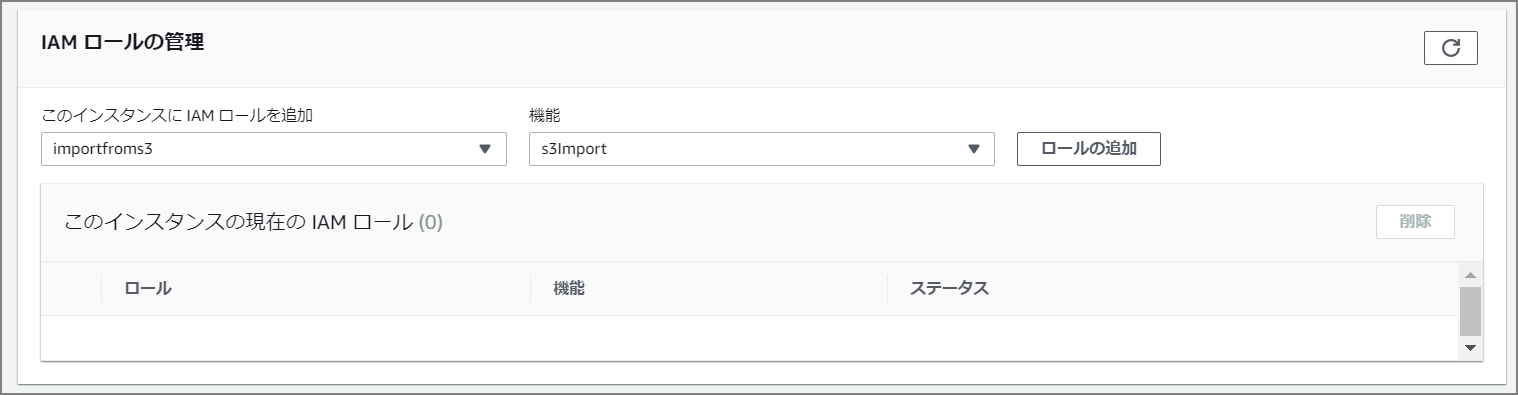 IAM ロールの管理
このインスタンスに IAM ロールを追加
機能
importfroms3
s3Import
ロールの追加
このインスタンスの現在の IAM ロール (0)
削除
ロール
機能
ステータス